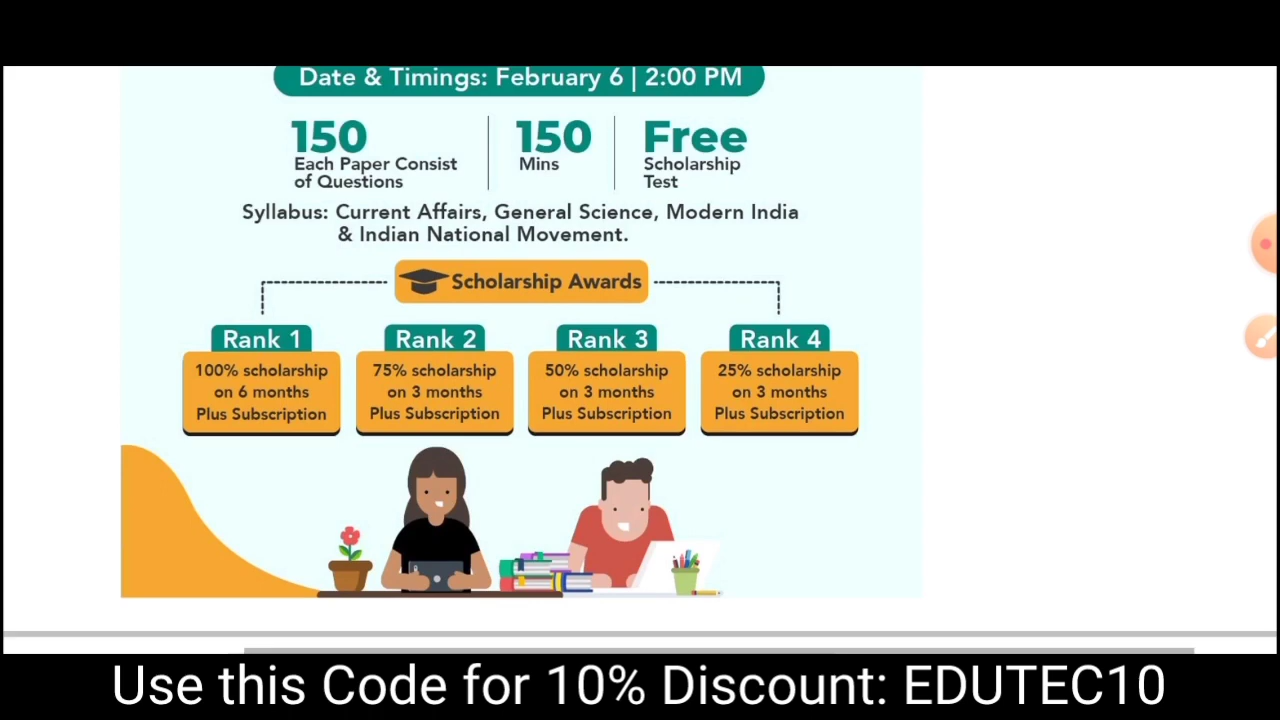 Date & Timings: February 6 | 2:00 PM
150
Each Paper Consist
of Questions
150
Mins
Free
Scholarship
Test
Syllabus: Current Affairs, General Science, Modern India
& Indian National Movement.
Scholarship Awards
Rank 1
100% scholarship
on 6 months
Plus Subscription
Rank 2
75% scholarship
on 3 months
Plus Subscription
Rank 3
50% scholarship
on 3 months
Plus Subscription
Rank 4
25% scholarship
on 3 months
Plus Subscription
Use this Code for 10% Discount: EDUTEC10